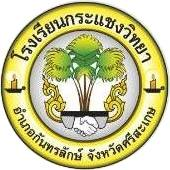 โรงเรียนกระแชงวิทยา
อำเภอกันทรลักษ์ จังหวัดศรีสะเกษ